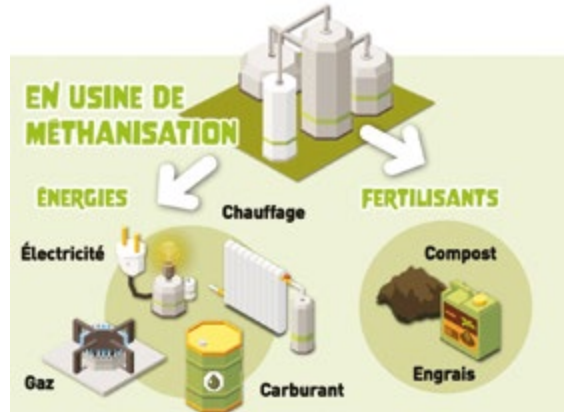 EN USINE DE
MÉTHANISATION
ÉNERGIES
FERTILISANTS
Chauffage
Électricité
Compost
Gaz
Carburant
Engrais